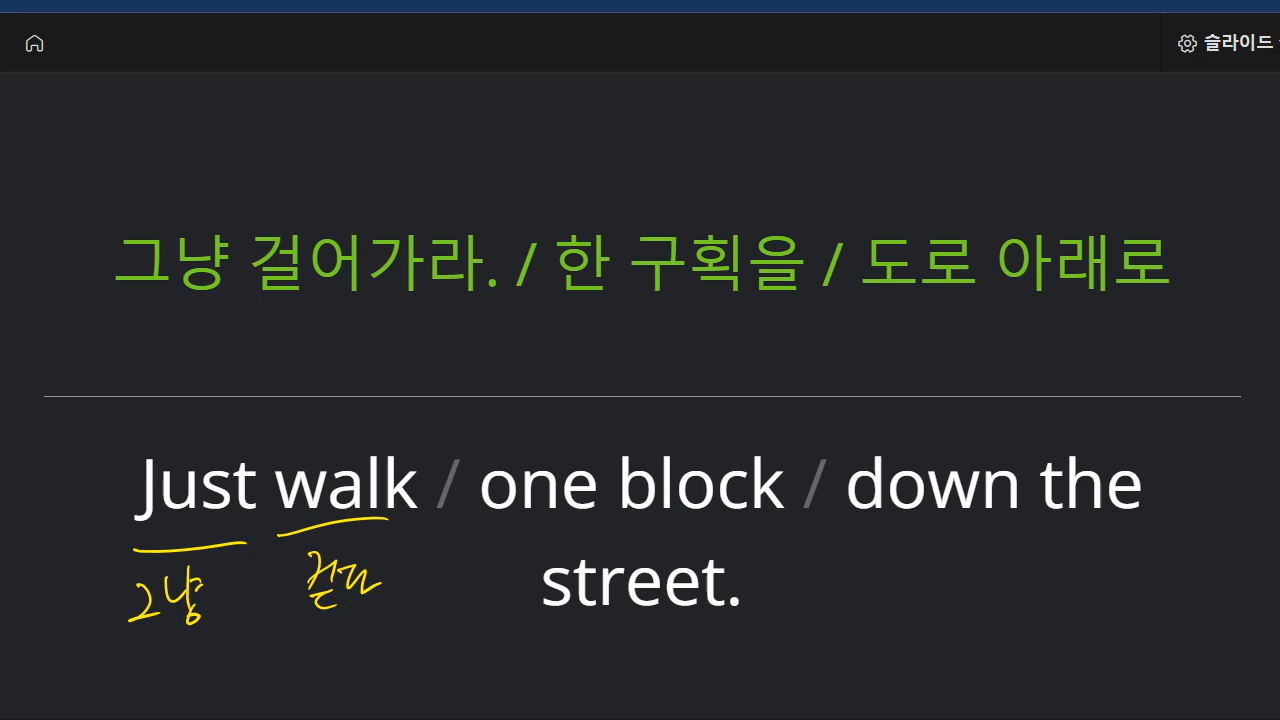 슬라이드
그냥 걸어가라. / 한 구획을 / 도로 아래로
Just walk / one block / down the
street.
그냥 걷다